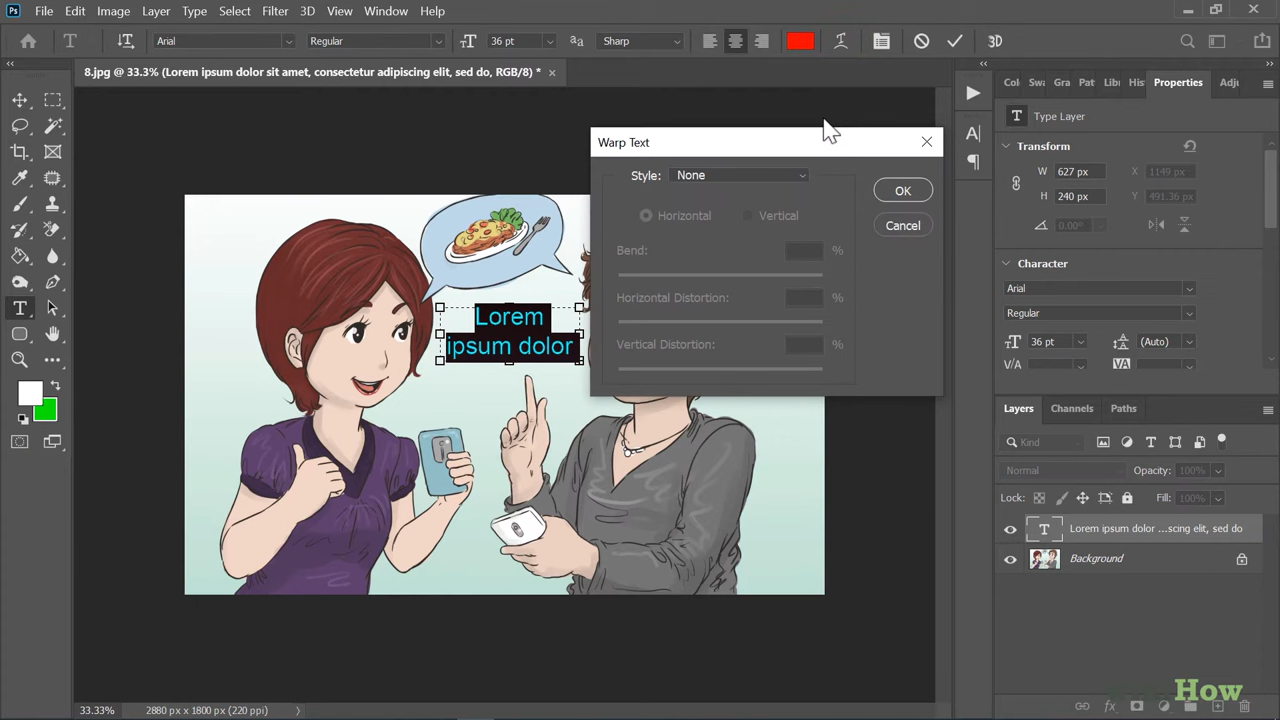 Ps File Edit Image Layer Type Select Filter 3D View Window Help
T Arial Regular 36 pt Sharp 3D
8.jpg @ 33.3% (Lorem ipsum dolor sit amet, consectetur adipiscing elit, sed do, RGB/8) * ×
Swa Gra Pat His Properties Adj
T Type Layer
Transform
W 627 px X 1149 px
H 240 px Y 491.36 px
0.00°
Character
Arial
Regular
36 pt (Auto)
V/A VA
Layers Channels Paths
Kind
Normal Opacity: 100%
Lock: Fill: 100%
T Lorem ipsum dolor ...scing elit, sed do
Background
Warp Text
Style: None
OK
Horizontal Vertical
Cancel
Bend: %
Horizontal Distortion: %
Vertical Distortion: %
Lorem
ipsum dolor
33.33% 2880 px x 1800 px (220 ppi)
How